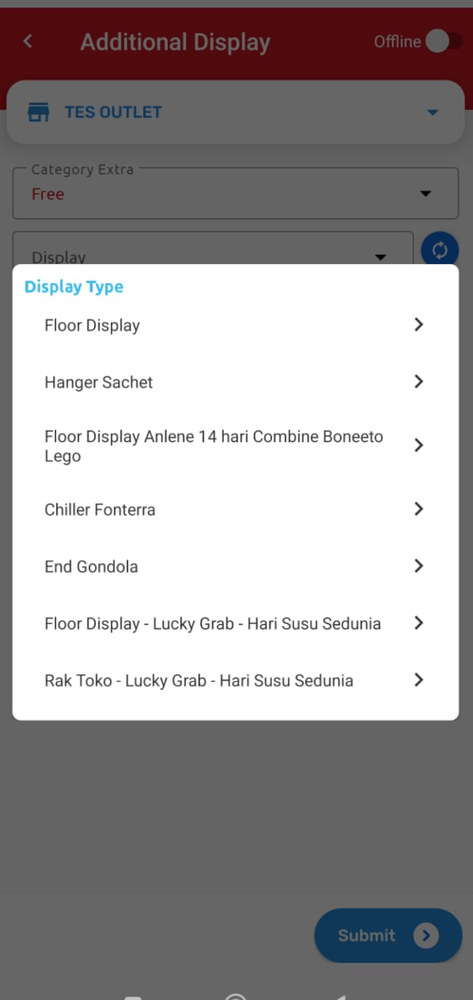 Additional Display
Offline
TES OUTLET
Category Extra
Free
Display
Display Type
Floor Display
Hanger Sachet
Floor Display Anlene 14 hari Combine Boneeto
Lego
Chiller Fonterra
End Gondola
Floor Display - Lucky Grab - Hari Susu Sedunia
Rak Toko - Lucky Grab - Hari Susu Sedunia
Submit